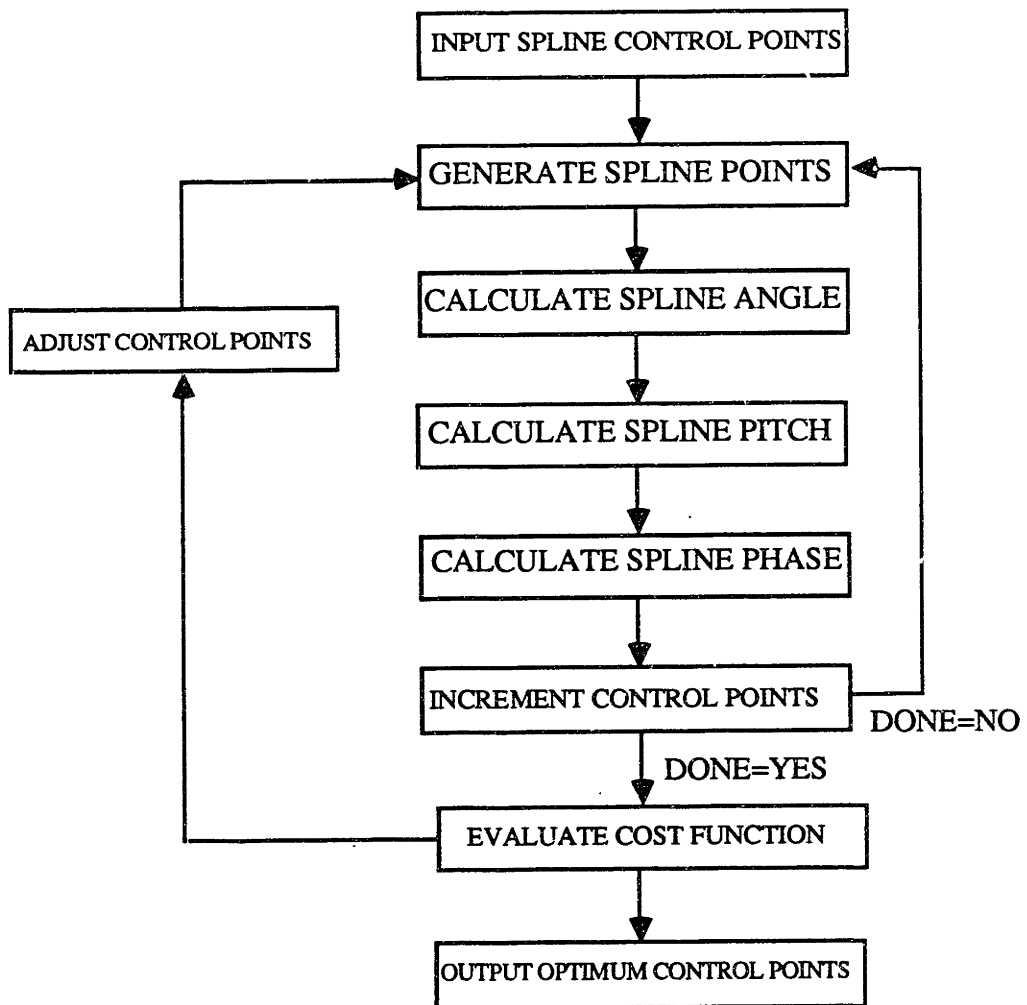 INPUT SPLINE CONTROL POINTS
GENERATE SPLINE POINTS
CALCULATE SPLINE ANGLE
ADJUST CONTROL POINTS
CALCULATE SPLINE PITCH
CALCULATE SPLINE PHASE
INCREMENT CONTROL POINTS
DONE=NO
DONE=YES
EVALUATE COST FUNCTION
OUTPUT OPTIMUM CONTROL POINTS